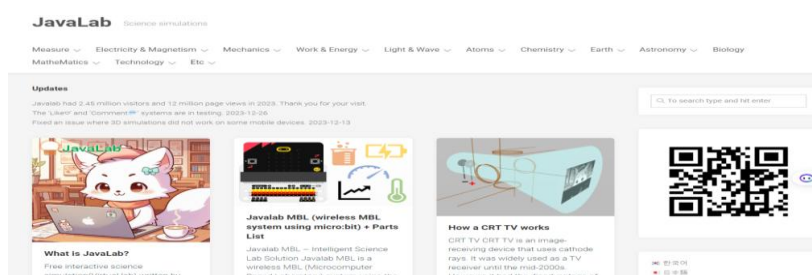 JavaLab Science simulations
Measure Electricity & Magnetism Mechanics Work & Energy Light & Wave Atoms Chemistry Earth Astronomy Biology
MatheMatics Technology Etc
Updates
Javalab had 2.45 million visitors and 12 million page views in 2023. Thank you for your visit.
The 'Liken!' and 'Comment' systems are in testing. 2023-12-26
Fixed an issue where 3D simulations did not work on some mobile devices. 2023-12-13
To search type and hit enter
JavaLab
What is JavaLab?
Free interactive science
Javalab MBL (wireless MBL
system using micro:bit) + Parts
List
Javalab MBL – Intelligent Science
Lab Solution Javalab MBL is a
wireless MBL (Microcomputer
How a CRT TV works
CRT TV CRT TV is an image-
receiving device that uses cathode
rays. It was widely used as a TV
receiver until the mid-2000s.
한국어
日本語